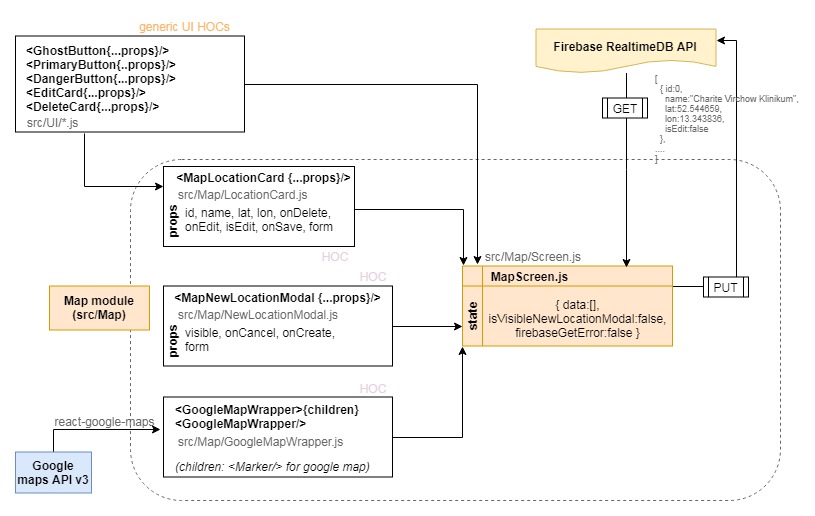 generic UI HOCs
<GhostButton{...props}/>
<PrimaryButton{..props}/>
<DangerButton{...props}/>
<EditCard{...props}/>
<DeleteCard{...props}/>
src/UI/*.js
Firebase RealtimeDB API
GET
[
{ id:0,
name:"Charite Virchow Klinikum",
lat:52.544659,
lon:13.343836,
isEdit:false
},
....
]
<MapLocationCard {...props}/>
src/Map/LocationCard.js
props
id, name, lat, lon, onDelete,
onEdit, isEdit, onSave, form
HOC
src/Map/Screen.js
MapScreen.js
state
{ data:[],
isVisibleNewLocationModal:false,
firebaseGetError:false }
PUT
Map module
(src/Map)
HOC
<MapNewLocationModal {...props}/>
src/Map/NewLocationModal.js
props
visible, onCancel, onCreate,
form
HOC
<GoogleMapWrapper>{children}
<GoogleMapWrapper/>
src/Map/GoogleMapWrapper.js
(children: <Marker/> for google map)
react-google-maps
Google
maps API v3